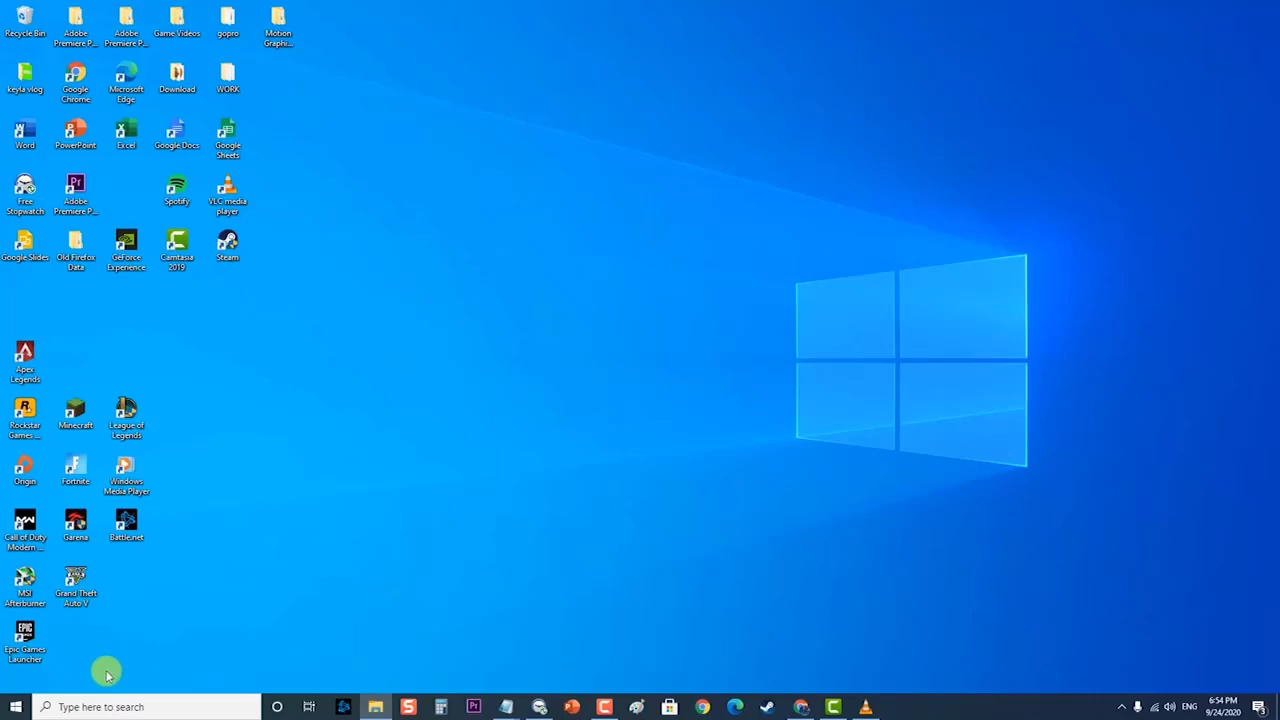 Recycle Bin
Adobe
Premiere P...
Adobe
Premiere P...
Game Videos
gopro
Motion
Graphi...
keyla vlog
Google
Chrome
Microsoft
Edge
Download
WORK
Word
PowerPoint
Excel
Google Docs
Google
Sheets
Free
Stopwatch
Adobe
Premiere P...
Spotify
VLC media
player
Google Slides
Old Firefox
Data
GeForce
Experience
Camtasia
2019
Steam
Apex
Legends
Rockstar
Games ...
Minecraft
League of
Legends
Origin
Fortnite
Windows
Media Player
Call of Duty
Modern ...
Garena
Battle.net
MSI
Afterburner
Grand Theft
Auto V
Epic Games
Launcher
Type here to search
ENG
6:54 PM
9/24/2020